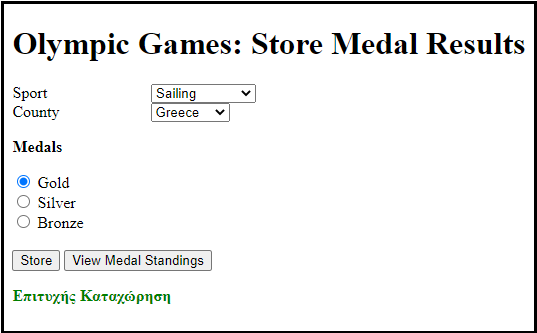 Olympic Games: Store Medal Results
Sport Sailing
County Greece
Medals
Gold
Silver
Bronze
Store View Medal Standings
Επιτυχής Καταχώρηση